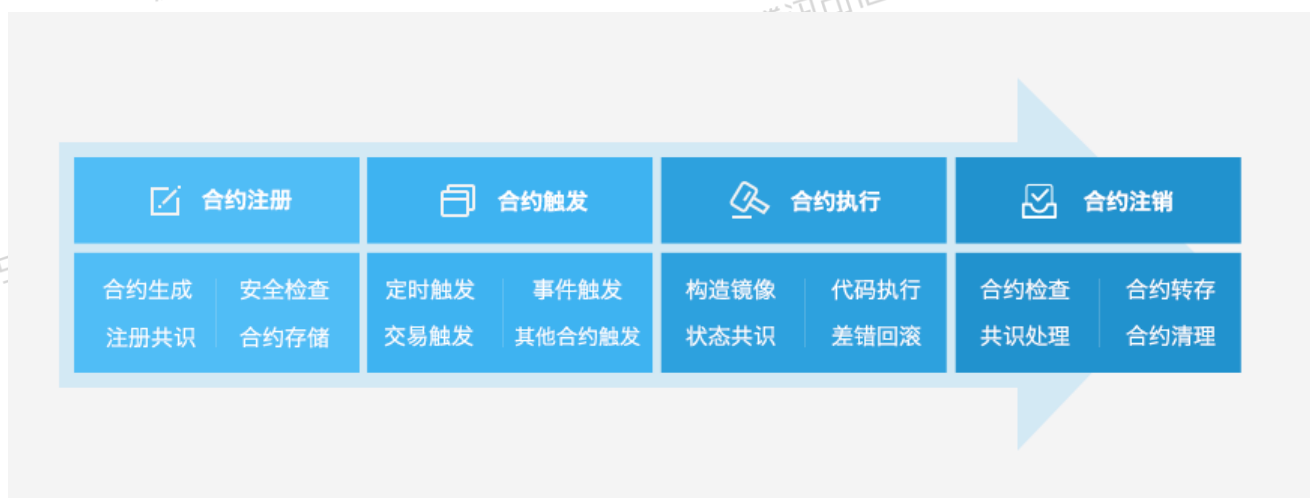 合约注册
合约触发
合约执行
合约注销
合约生成 安全检查
注册共识 合约存储
定时触发 事件触发
交易触发 其他合约触发
构造镜像 代码执行
状态共识 差错回滚
合约检查 合约转存
共识处理 合约清理